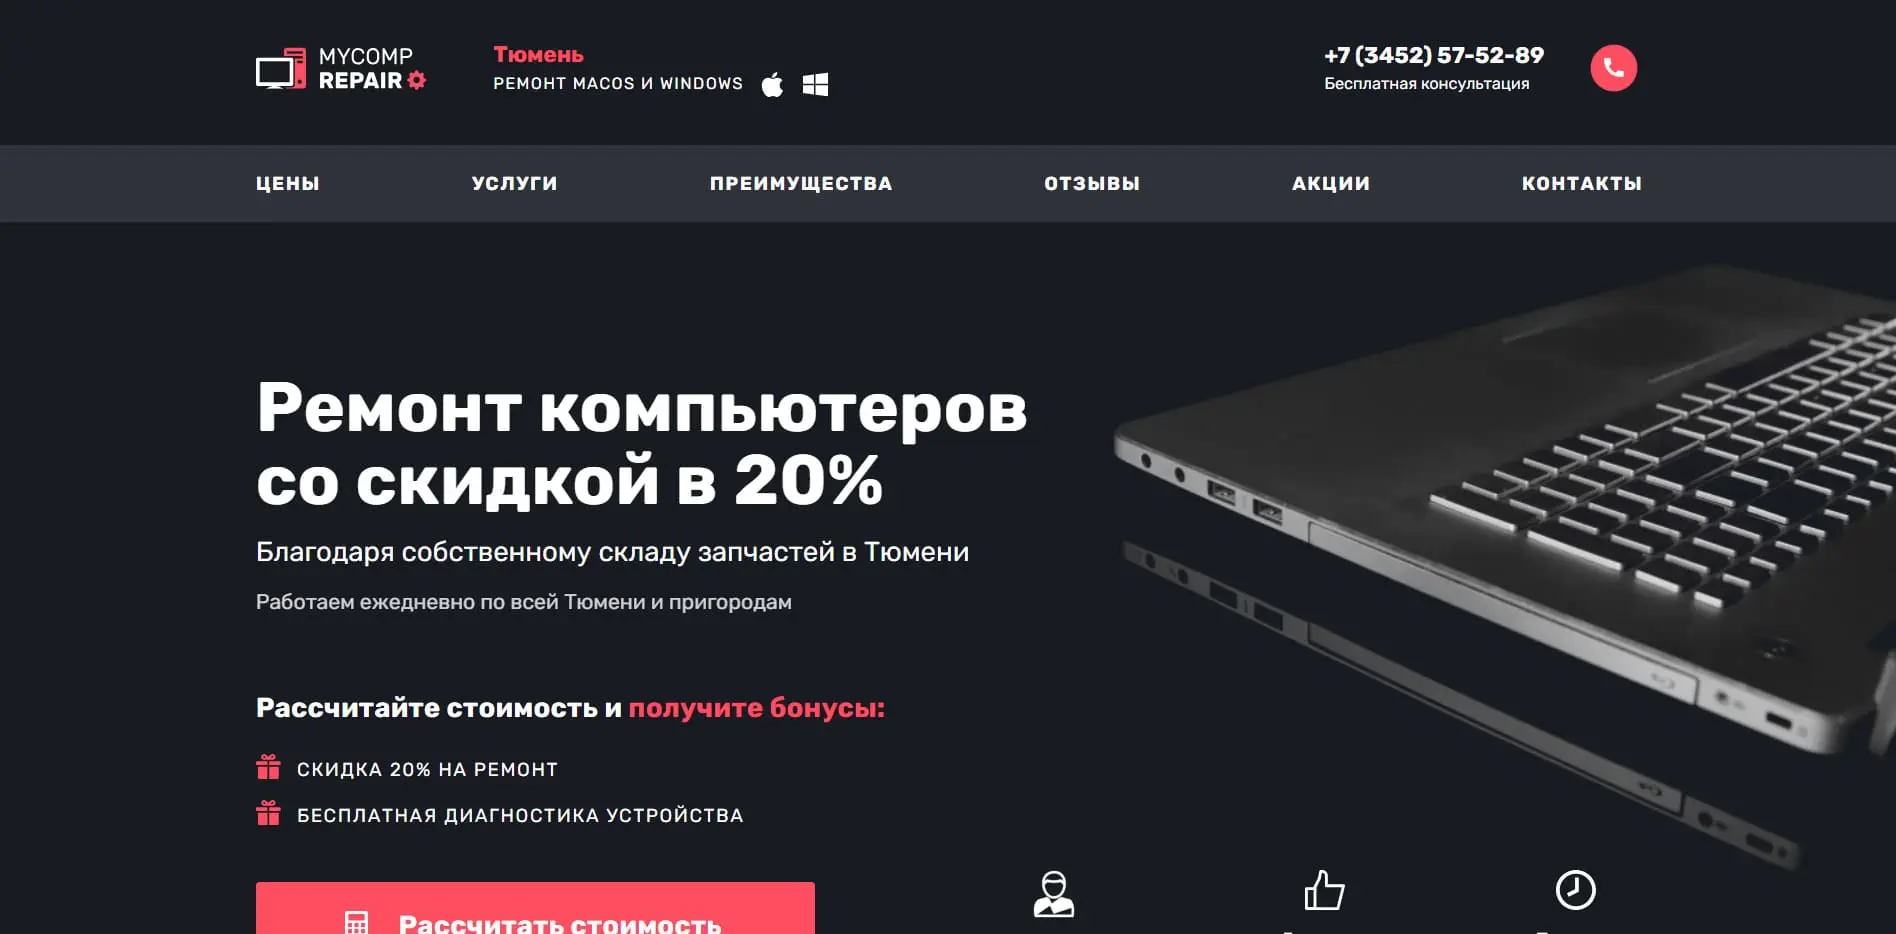 MYCOMP
REPAIR
Тюмень
РЕМОНТ MACOS И WINDOWS
+7 (3452) 57-52-89
Бесплатная консультация
ЦЕНЫ
УСЛУГИ
ПРЕИМУЩЕСТВА
ОТЗЫВЫ
АКЦИИ
КОНТАКТЫ
Ремонт компьютеров
со скидкой в 20%
Благодаря собственному складу запчастей в Тюмени
Работаем ежедневно по всей Тюмени и пригородам
Рассчитайте стоимость и получите бонусы:
СКИДКА 20% НА РЕМОНТ
БЕСПЛАТНАЯ ДИАГНОСТИКА УСТРОЙСТВА
Рассчитать стоимость